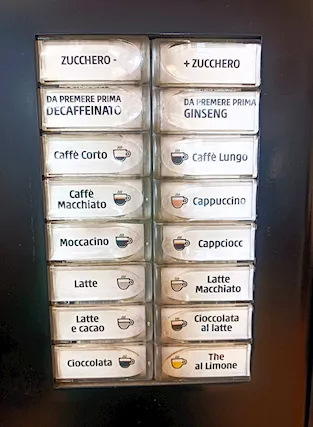 ZUCCHERO -
+ ZUCCHERO
DA PREMERE PRIMA
DECAFFEINATO
DA PREMERE PRIMA
GINSENG
Caffè Corto
Caffè Lungo
Caffè
Macchiato
Cappuccino
Moccacino
Cappciocc
Latte
Latte
Macchiato
Latte
e cacao
Cioccolata
al latte
Cioccolata
The
al Limone